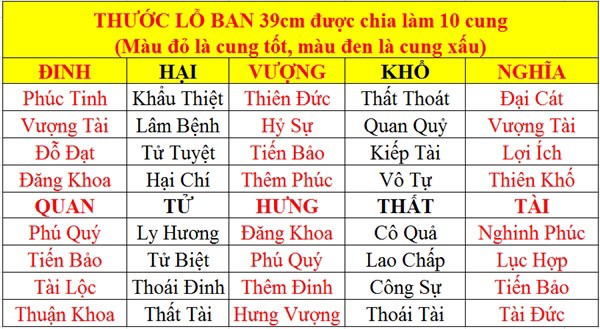 THƯỚC LỖ BAN 39cm được chia làm 10 cung
(Màu đỏ là cung tốt, màu đen là cung xấu)
ĐINH HẠI VƯỢNG KHỔ NGHĨA
Phúc Tinh Khẩu Thiệt Thiên Đức Thất Thoát Đại Cát
Vượng Tài Lâm Bệnh Hỷ Sự Quan Quỷ Vượng Tài
Đỗ Đạt Tử Tuyệt Tiến Bảo Kiếp Tài Lợi Ích
Đăng Khoa Hại Chí Thêm Phúc Vô Tự Thiên Khố
QUAN TỬ HƯNG THẤT TÀI
Phú Quý Ly Hương Đăng Khoa Cô Quả Nghinh Phúc
Tiến Bảo Tử Biệt Phú Quý Lao Chấp Lục Hợp
Tài Lộc Thoái Đinh Thêm Đinh Công Sự Tiến Bảo
Thuận Khoa Thất Tài Hưng Vượng Thoái Tài Tài Đức